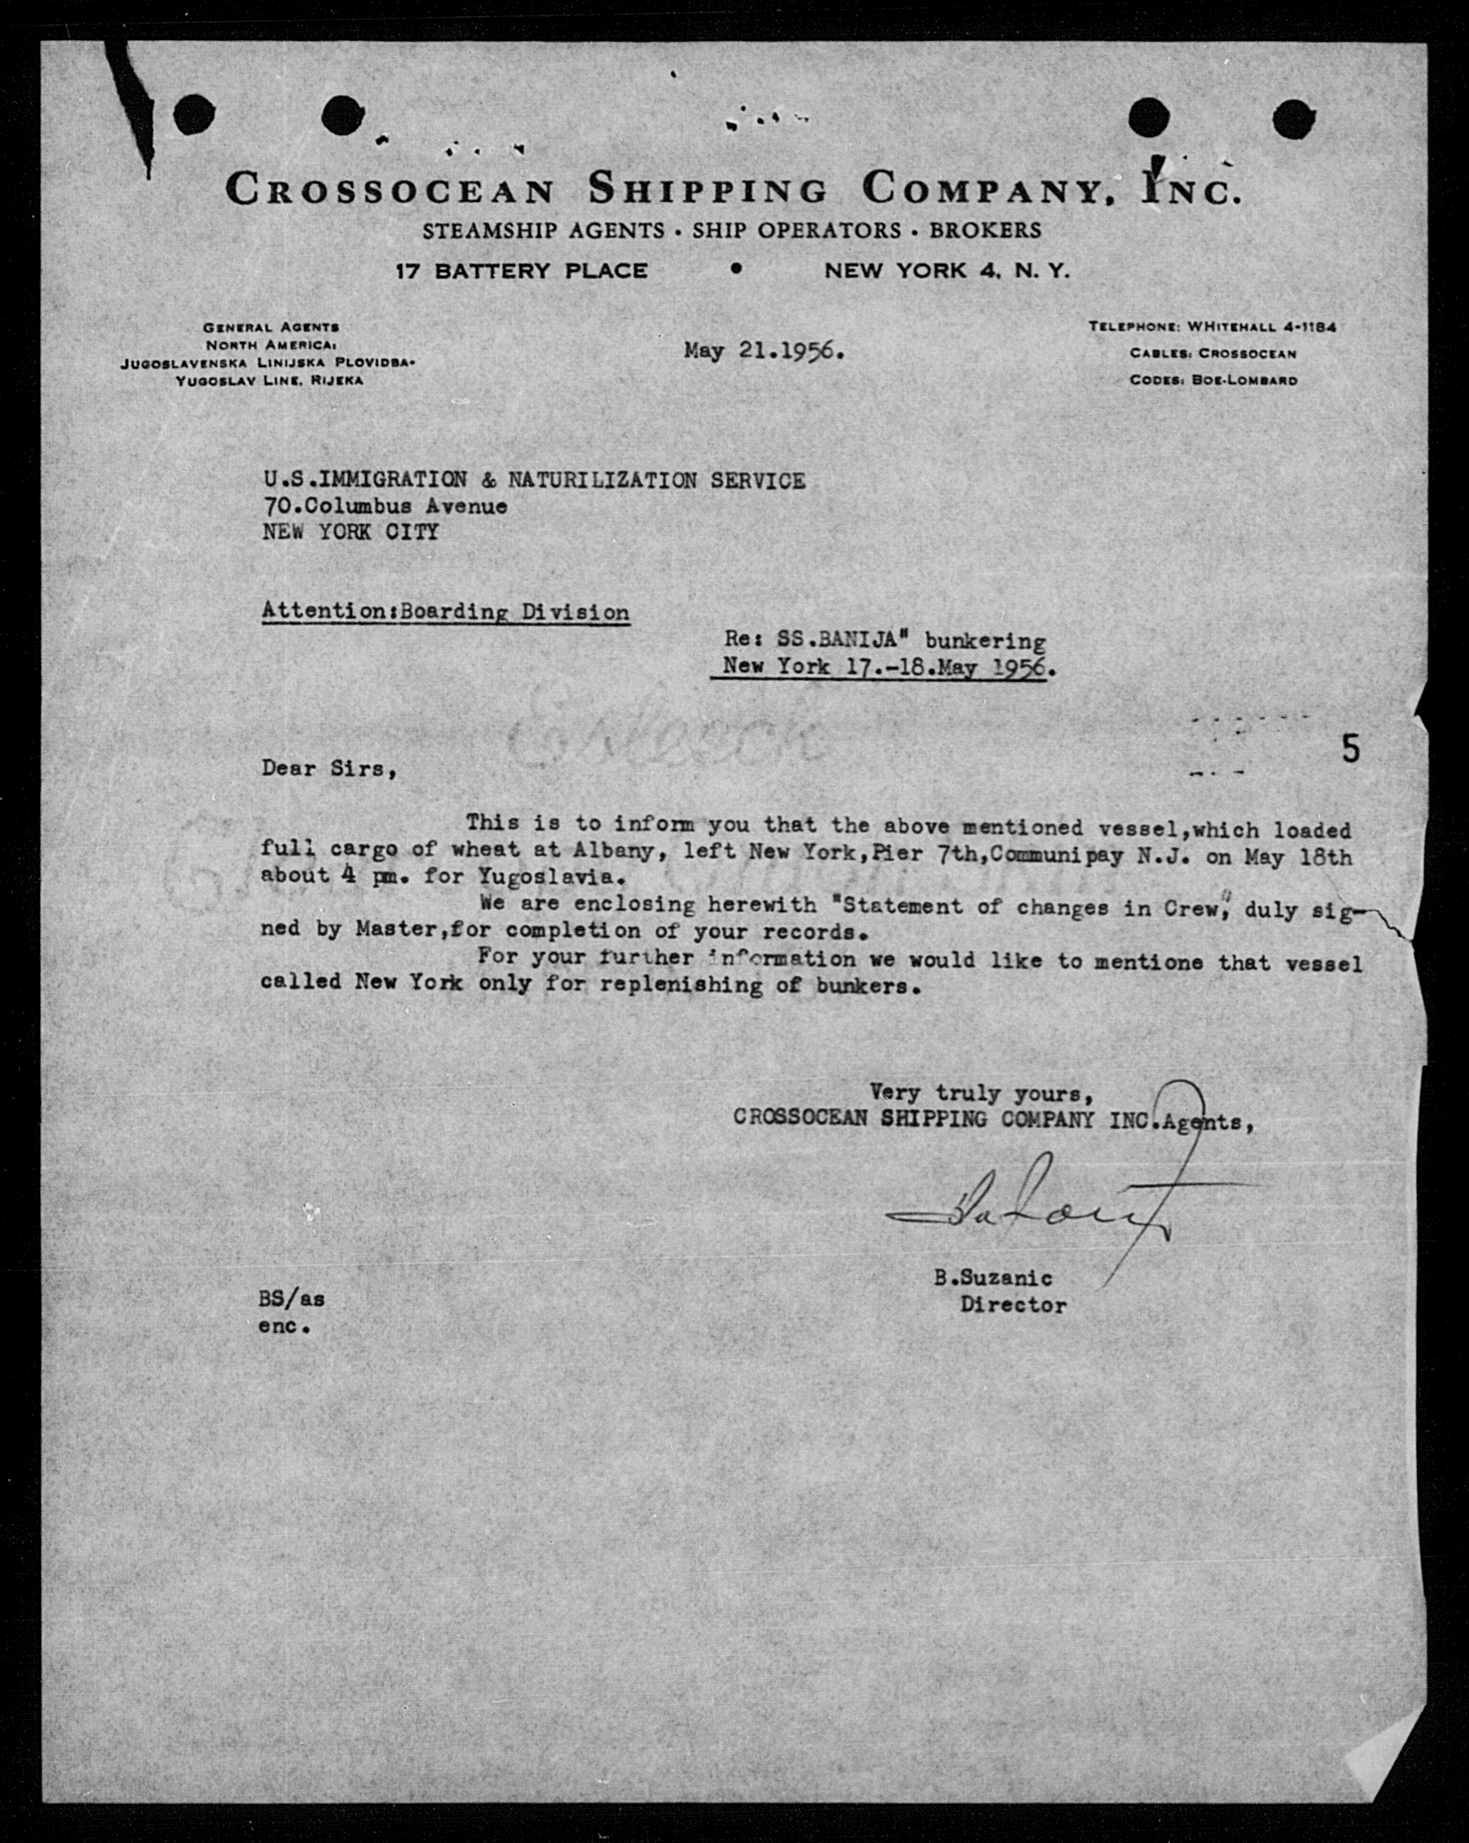 CROSSOCEAN SHIPPING COMPANY, INC.
STEAMSHIP AGENTS • SHIP OPERATORS • BROKERS
17 BATTERY PLACE • NEW YORK 4, N. Y.
GENERAL AGENTS
NORTH AMERICA:
JUGOSLAVENSKA LINIJSKA PLOVIDBA-
YUGOSLAV LINE, RIJEKA
May 21.1956.
TELEPHONE: WHITEHALL 4-1184
CABLES: CROSSOCEAN
CODES: BOE-LOMBARD
U.S.IMMIGRATION & NATURILIZATION SERVICE
70.Columbus Avenue
NEW YORK CITY
Attention:Boarding Division
Re: SS.BANIJA" bunkering
New York 17.-18.May 1956.
5
Dear Sirs,
This is to inform you that the above mentioned vessel,which loaded
full cargo of wheat at Albany, left New York,Pier 7th,Communipay N.J. on May 18th
about 4 pm. for Yugoslavia.
We are enclosing herewith "Statement of changes in Crew," duly sig-
ned by Master,for completion of your records.
For your further information we would like to mentione that vessel
called New York only for replenishing of bunkers.
Very truly yours,
CROSSOCEAN SHIPPING COMPANY INC.Agents,
B.Suzanic
Director
BS/as
enc.